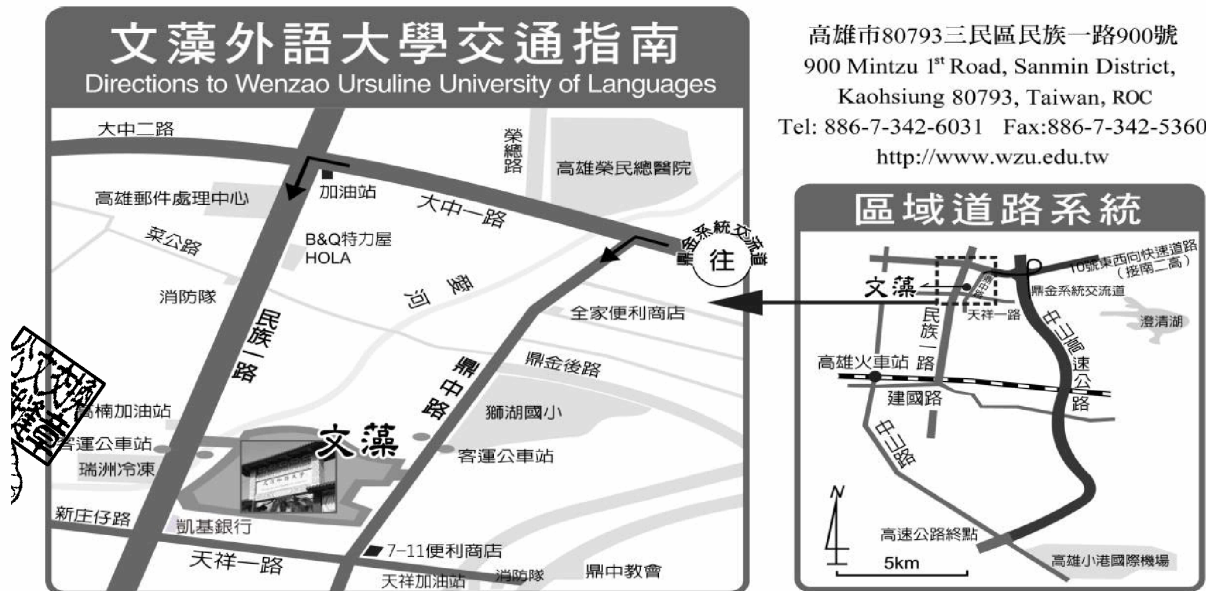 文藻外語大學交通指南
Directions to Wenzao Ursuline University of Languages
高雄市80793三民區民族一路900號
900 Mintzu 1st Road, Sanmin District,
Kaohsiung 80793, Taiwan, ROC
Tel: 886-7-342-6031 Fax:886-7-342-5360
http://www.wzu.edu.tw
大中二路
榮總路
高雄榮民總醫院
加油站
高雄郵件處理中心
大中一路
鼎金系統交流道
往
菜公路
B&Q特力屋
HOLA
愛河
消防隊
全家便利商店
民族一路
鼎中路
鼎金後路
獅湖國小
高楠加油站
文藻
客運公車站
客運公車站
瑞洲冷凍
新庄仔路
凱基銀行
天祥一路
7-11便利商店
天祥加油站
消防隊
鼎中教會
區域道路系統
10號東西向快速道路
(接南二高)
鼎中路
鼎金系統交流道
文藻
天祥一路
民族一路
中山高速公路
澄清湖
高雄火車站
建國路
中山路
N
高速公路終點
5km
高雄小港國際機場